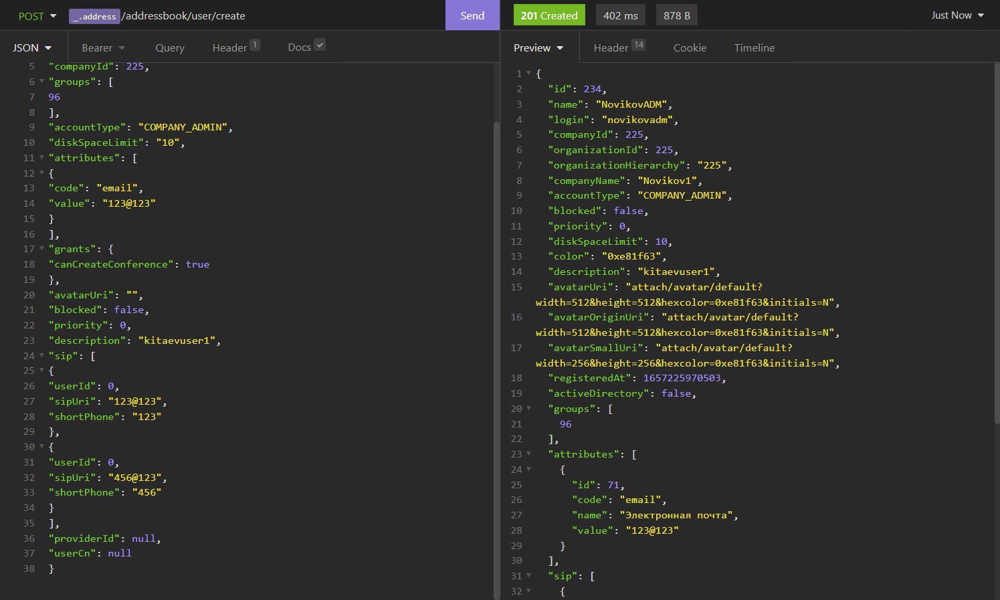 POST _.address /addressbook/user/create Send
JSON Bearer Query Header 1 Docs
5 "companyId": 225,
6 "groups": [
7 96
8 ],
9 "accountType": "COMPANY_ADMIN",
10 "diskSpaceLimit": "10",
11 "attributes": [
12 {
13 "code": "email",
14 "value": "123@123"
15 }
16 ],
17 "grants": {
18 "canCreateConference": true
19 },
20 "avatarUri": "",
21 "blocked": false,
22 "priority": 0,
23 "description": "kitaevuser1",
24 "sip": [
25 {
26 "userId": 0,
27 "sipUri": "123@123",
28 "shortPhone": "123"
29 },
30 {
31 "userId": 0,
32 "sipUri": "456@123",
33 "shortPhone": "456"
34 }
35 ],
36 "providerId": null,
37 "userCn": null
38 }
201 Created 402 ms 878 B Just Now
Preview Header 14 Cookie Timeline
1 {
2 "id": 234,
3 "name": "NovikovADM",
4 "login": "novikovadm",
5 "companyId": 225,
6 "organizationId": 225,
7 "organizationHierarchy": "225",
8 "companyName": "Novikov1",
9 "accountType": "COMPANY_ADMIN",
10 "blocked": false,
11 "priority": 0,
12 "diskSpaceLimit": 10,
13 "color": "0xe81f63",
14 "description": "kitaevuser1",
15 "avatarUri": "attach/avatar/default?
width=512&height=512&hexcolor=0xe81f63&initials=N",
16 "avatarOriginUri": "attach/avatar/default?
width=512&height=512&hexcolor=0xe81f63&initials=N",
17 "avatarSmallUri": "attach/avatar/default?
width=256&height=256&hexcolor=0xe81f63&initials=N",
18 "registeredAt": 1657225970503,
19 "activeDirectory": false,
20 "groups": [
21 96
22 ],
23 "attributes": [
24 {
25 "id": 71,
26 "code": "email",
27 "name": "Электронная почта",
28 "value": "123@123"
29 }
30 ],
31 "sip": [
32 {